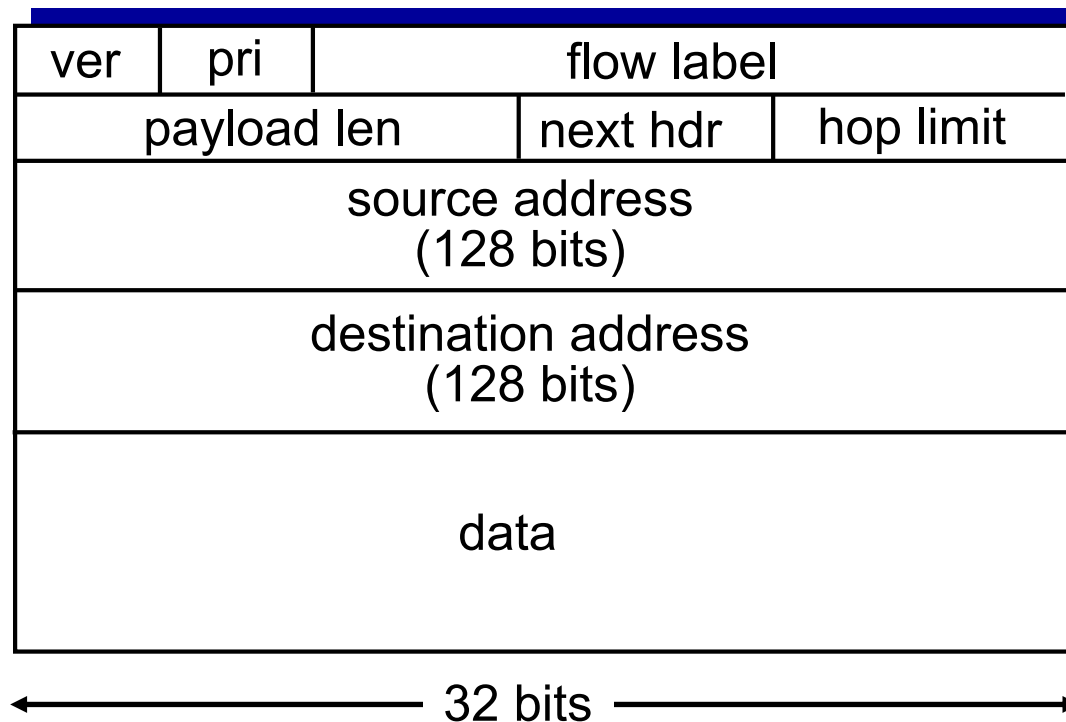 ver pri flow label
payload len next hdr hop limit
source address
(128 bits)
destination address
(128 bits)
data
32 bits